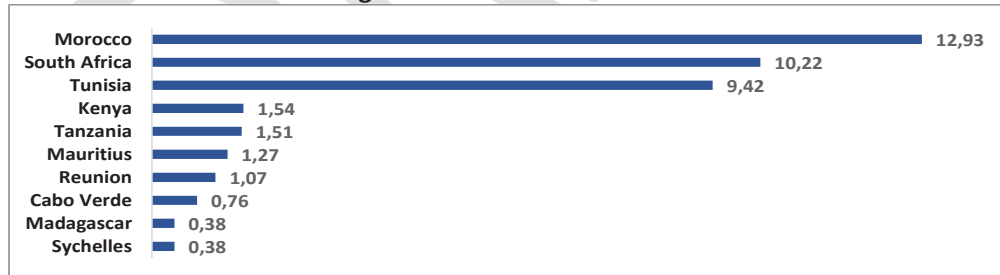 Morocco 12,93
South Africa 10,22
Tunisia 9,42
Kenya 1,54
Tanzania 1,51
Mauritius 1,27
Reunion 1,07
Cabo Verde 0,76
Madagascar 0,38
Sychelles 0,38